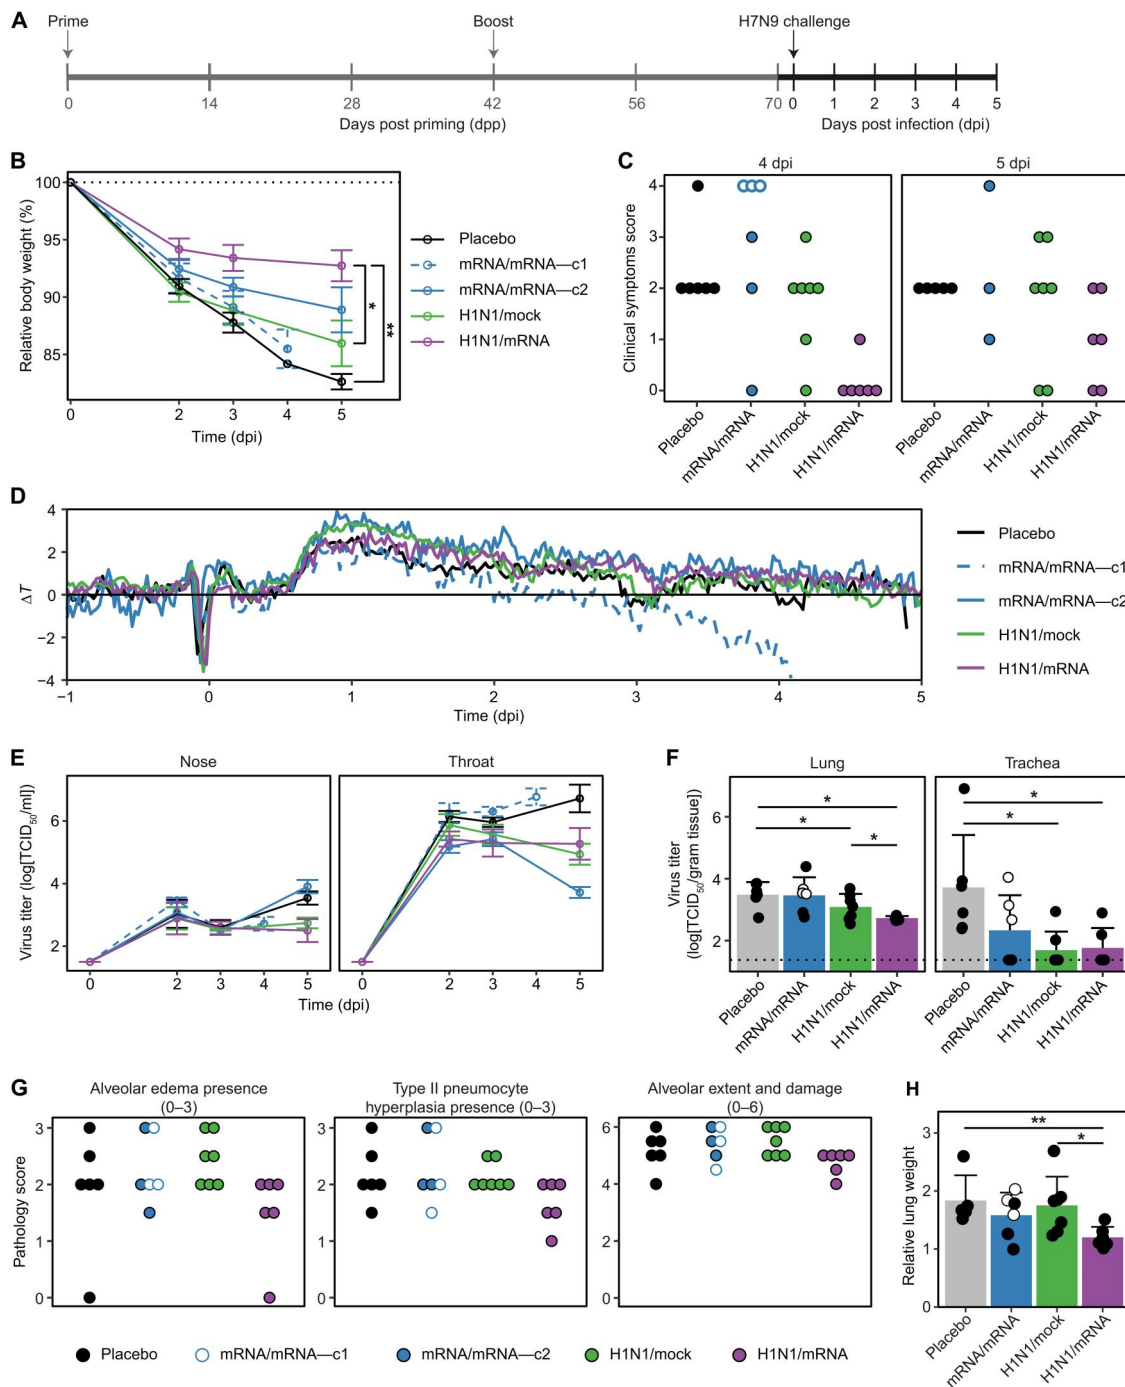 A
Prime
Boost
H7N9 challenge
0 14 28 42 56 70 0 1 2 3 4 5
Days post priming (dpp)
Days post infection (dpi)
B
Relative body weight (%)
100
95
90
85
0 2 3 4 5
Time (dpi)
*
**
Placebo
mRNA/mRNA—c1
mRNA/mRNA—c2
H1N1/mock
H1N1/mRNA
C
4 dpi
5 dpi
Clinical symptoms score
4
3
2
1
0
Placebo
mRNA/mRNA
H1N1/mock
H1N1/mRNA
Placebo
mRNA/mRNA
H1N1/mock
H1N1/mRNA
D
ΔT
4
2
0
−2
−4
−1 0 1 2 3 4 5
Time (dpi)
Placebo
mRNA/mRNA—c1
mRNA/mRNA—c2
H1N1/mock
H1N1/mRNA
E
Nose
Throat
Virus titer (log[TCID50/ml])
6
4
2
0 2 3 4 5
0 2 3 4 5
Time (dpi)
F
Lung
Trachea
Virus titer
(log[TCID50/gram tissue])
6
4
2
*
*
*
*
*
Placebo
mRNA/mRNA
H1N1/mock
H1N1/mRNA
Placebo
mRNA/mRNA
H1N1/mock
H1N1/mRNA
G
Alveolar edema presence
(0–3)
Type II pneumocyte
hyperplasia presence (0–3)
Alveolar extent and damage
(0–6)
Pathology score
3
2
1
0
3
2
1
0
6
4
2
0
Placebo
mRNA/mRNA—c1
mRNA/mRNA—c2
H1N1/mock
H1N1/mRNA
H
Relative lung weight
3
2
1
0
**
*
Placebo
mRNA/mRNA
H1N1/mock
H1N1/mRNA